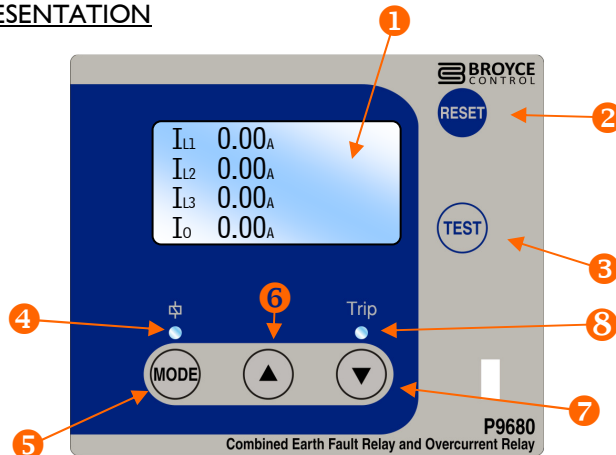 ESENTATION
1
BROYCE
CONTROL
RESET
2
IL1 0.00A
IL2 0.00A
IL3 0.00A
Io 0.00A
TEST
3
4
6
Trip
8
MODE
▲
▼
7
5
P9680
Combined Earth Fault Relay and Overcurrent Relay